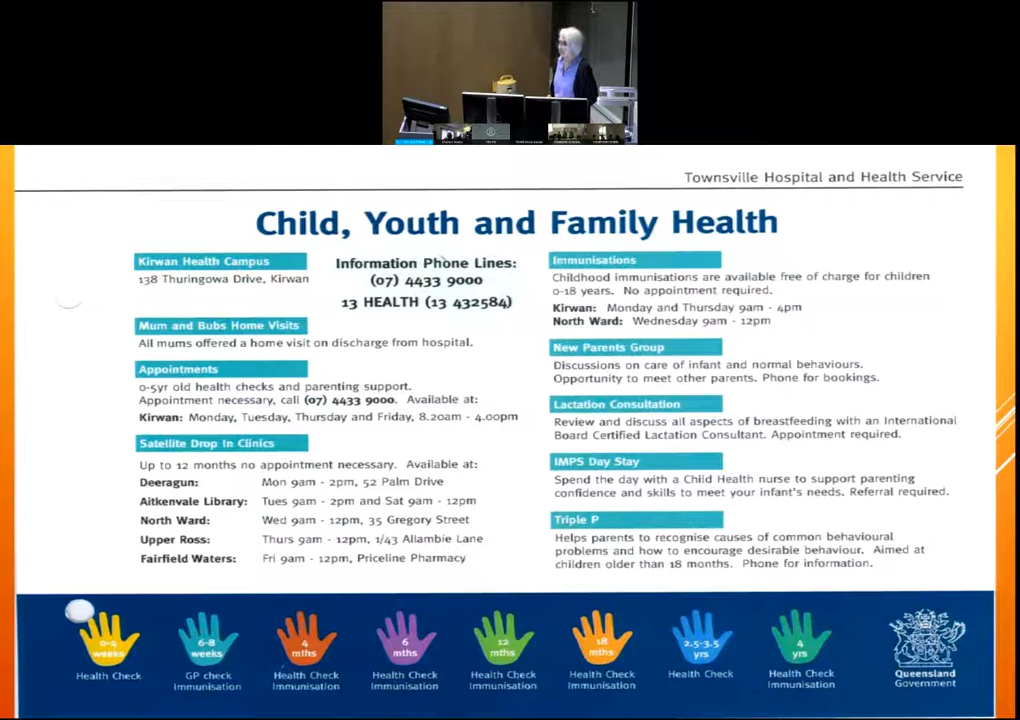 Townsville Hospital and Health Service
Child, Youth and Family Health
Kirwan Health Campus
138 Thuringowa Drive, Kirwan
Information Phone Lines:
(07) 4433 9000
13 HEALTH (13 432584)
Mum and Bubs Home Visits
All mums offered a home visit on discharge from hospital.
Appointments
0-5yr old health checks and parenting support.
Appointment necessary, call (07) 4433 9000. Available at:
Kirwan: Monday, Tuesday, Thursday and Friday, 8.20am - 4.00pm
Satellite Drop In Clinics
Up to 12 months no appointment necessary. Available at:
Deeragun: Mon 9am - 2pm, 52 Palm Drive
Aitkenvale Library: Tues 9am - 2pm and Sat 9am - 12pm
North Ward: Wed 9am - 12pm, 35 Gregory Street
Upper Ross: Thurs 9am - 12pm, 1/43 Allambie Lane
Fairfield Waters: Fri 9am - 12pm, Priceline Pharmacy
Immunisations
Childhood immunisations are available free of charge for children
0-18 years. No appointment required.
Kirwan: Monday and Thursday 9am - 4pm
North Ward: Wednesday 9am - 12pm
New Parents Group
Discussions on care of infant and normal behaviours.
Opportunity to meet other parents. Phone for bookings.
Lactation Consultation
Review and discuss all aspects of breastfeeding with an International
Board Certified Lactation Consultant. Appointment required.
IMPS Day Stay
Spend the day with a Child Health nurse to support parenting
confidence and skills to meet your infant's needs. Referral required.
Triple P
Helps parents to recognise causes of common behavioural
problems and how to encourage desirable behaviour. Aimed at
children older than 18 months. Phone for information.
0-4
weeks
Health Check
6-8
weeks
GP check
Immunisation
4
mths
Health Check
Immunisation
6
mths
Health Check
Immunisation
12
mths
Health Check
Immunisation
18
mths
Health Check
Immunisation
2.5-3.5
yrs
Health Check
4
yrs
Health Check
Immunisation
Queensland
Government